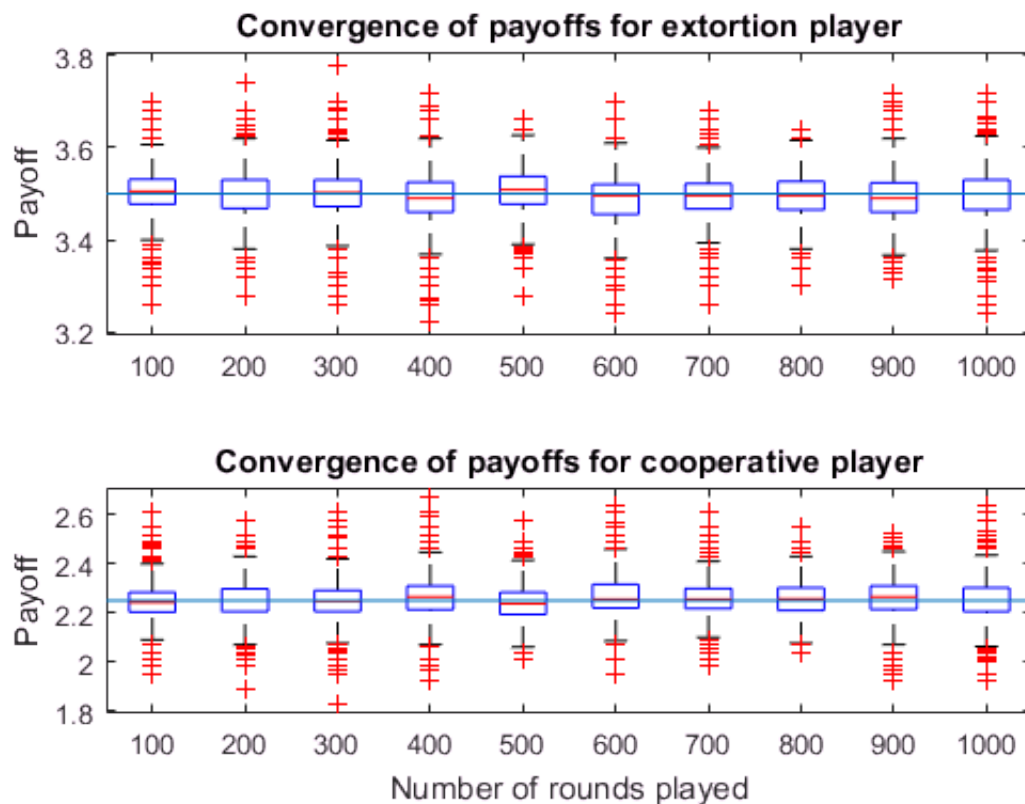 Convergence of payoffs for extortion player
Payoff
3.8
3.6
3.4
3.2
100 200 300 400 500 600 700 800 900 1000
Convergence of payoffs for cooperative player
Payoff
2.6
2.4
2.2
2
1.8
100 200 300 400 500 600 700 800 900 1000
Number of rounds played